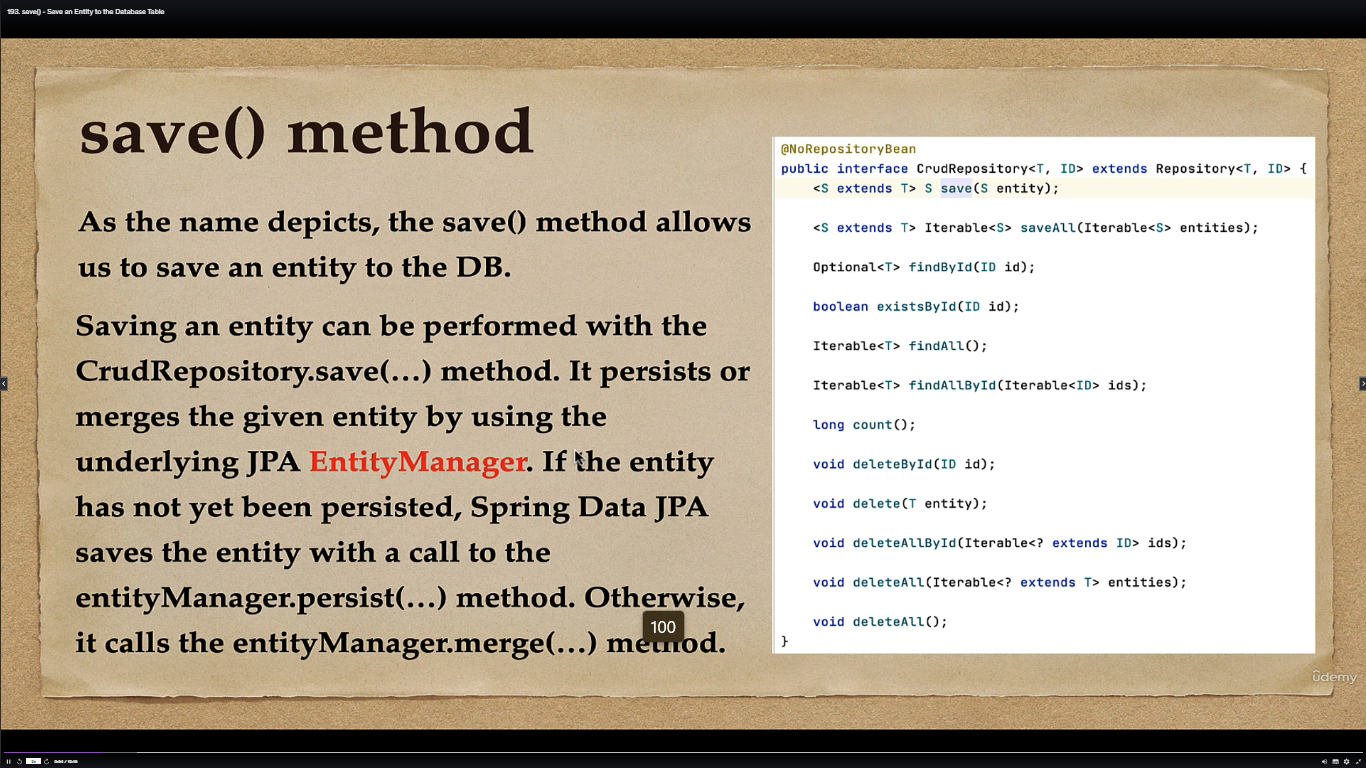 193. save() - Save an Entity to the Database Table
save() method
As the name depicts, the save() method allows
us to save an entity to the DB.
Saving an entity can be performed with the
CrudRepository.save(…) method. It persists or
merges the given entity by using the
underlying JPA EntityManager. If the entity
has not yet been persisted, Spring Data JPA
saves the entity with a call to the
entityManager.persist(…) method. Otherwise,
it calls the entityManager.merge(…) method.
100
@NoRepositoryBean
public interface CrudRepository<T, ID> extends Repository<T, ID> {
<S extends T> S save(S entity);
<S extends T> Iterable<S> saveAll(Iterable<S> entities);
Optional<T> findById(ID id);
boolean existsById(ID id);
Iterable<T> findAll();
Iterable<T> findAllById(Iterable<ID> ids);
long count();
void deleteById(ID id);
void delete(T entity);
void deleteAllById(Iterable<? extends ID> ids);
void deleteAll(Iterable<? extends T> entities);
void deleteAll();
}
ûdemy